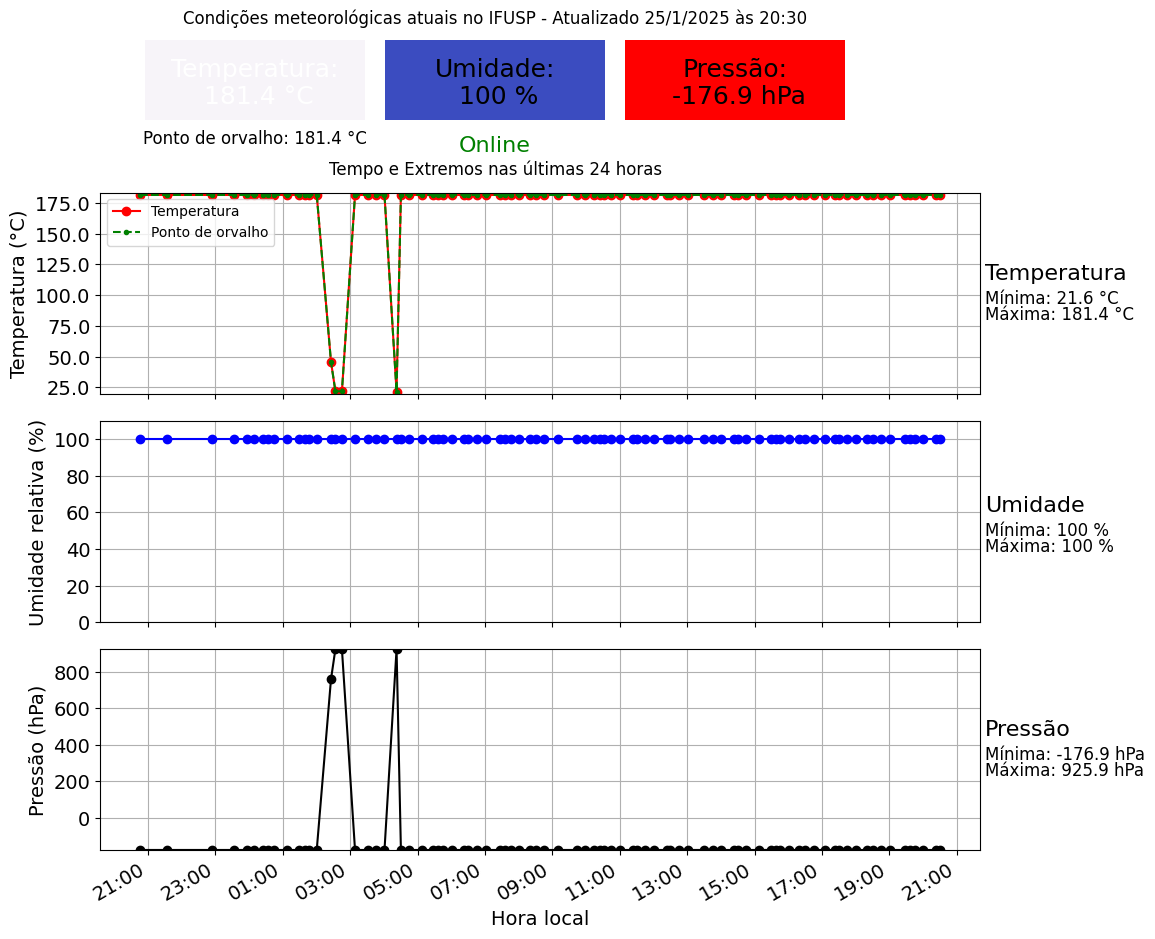 Condições meteorológicas atuais no IFUSP - Atualizado 25/1/2025 às 20:30
Temperatura:
181.4 °C
Umidade:
100 %
Pressão:
-176.9 hPa
Ponto de orvalho: 181.4 °C
Online
Tempo e Extremos nas últimas 24 horas
Temperatura (°C)
175.0
150.0
125.0
100.0
75.0
50.0
25.0
Temperatura
Ponto de orvalho
Temperatura
Mínima: 21.6 °C
Máxima: 181.4 °C
Umidade relativa (%)
100
80
60
40
20
0
Umidade
Mínima: 100 %
Máxima: 100 %
Pressão (hPa)
800
600
400
200
0
Pressão
Mínima: -176.9 hPa
Máxima: 925.9 hPa
21:00
23:00
01:00
03:00
05:00
07:00
09:00
11:00
13:00
15:00
17:00
19:00
21:00
Hora local